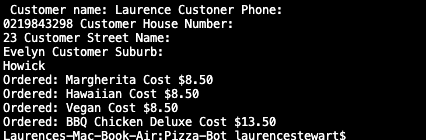 Customer name: Laurence Custoner Phone:
0219843298 Customer House Number:
23 Customer Street Name:
Evelyn Customer Suburb:
Howick
Ordered: Margherita Cost $8.50
Ordered: Hawaiian Cost $8.50
Ordered: Vegan Cost $8.50
Ordered: BBQ Chicken Deluxe Cost $13.50
Laurences-Mac-Book-Air:Pizza-Bot laurencestewart$